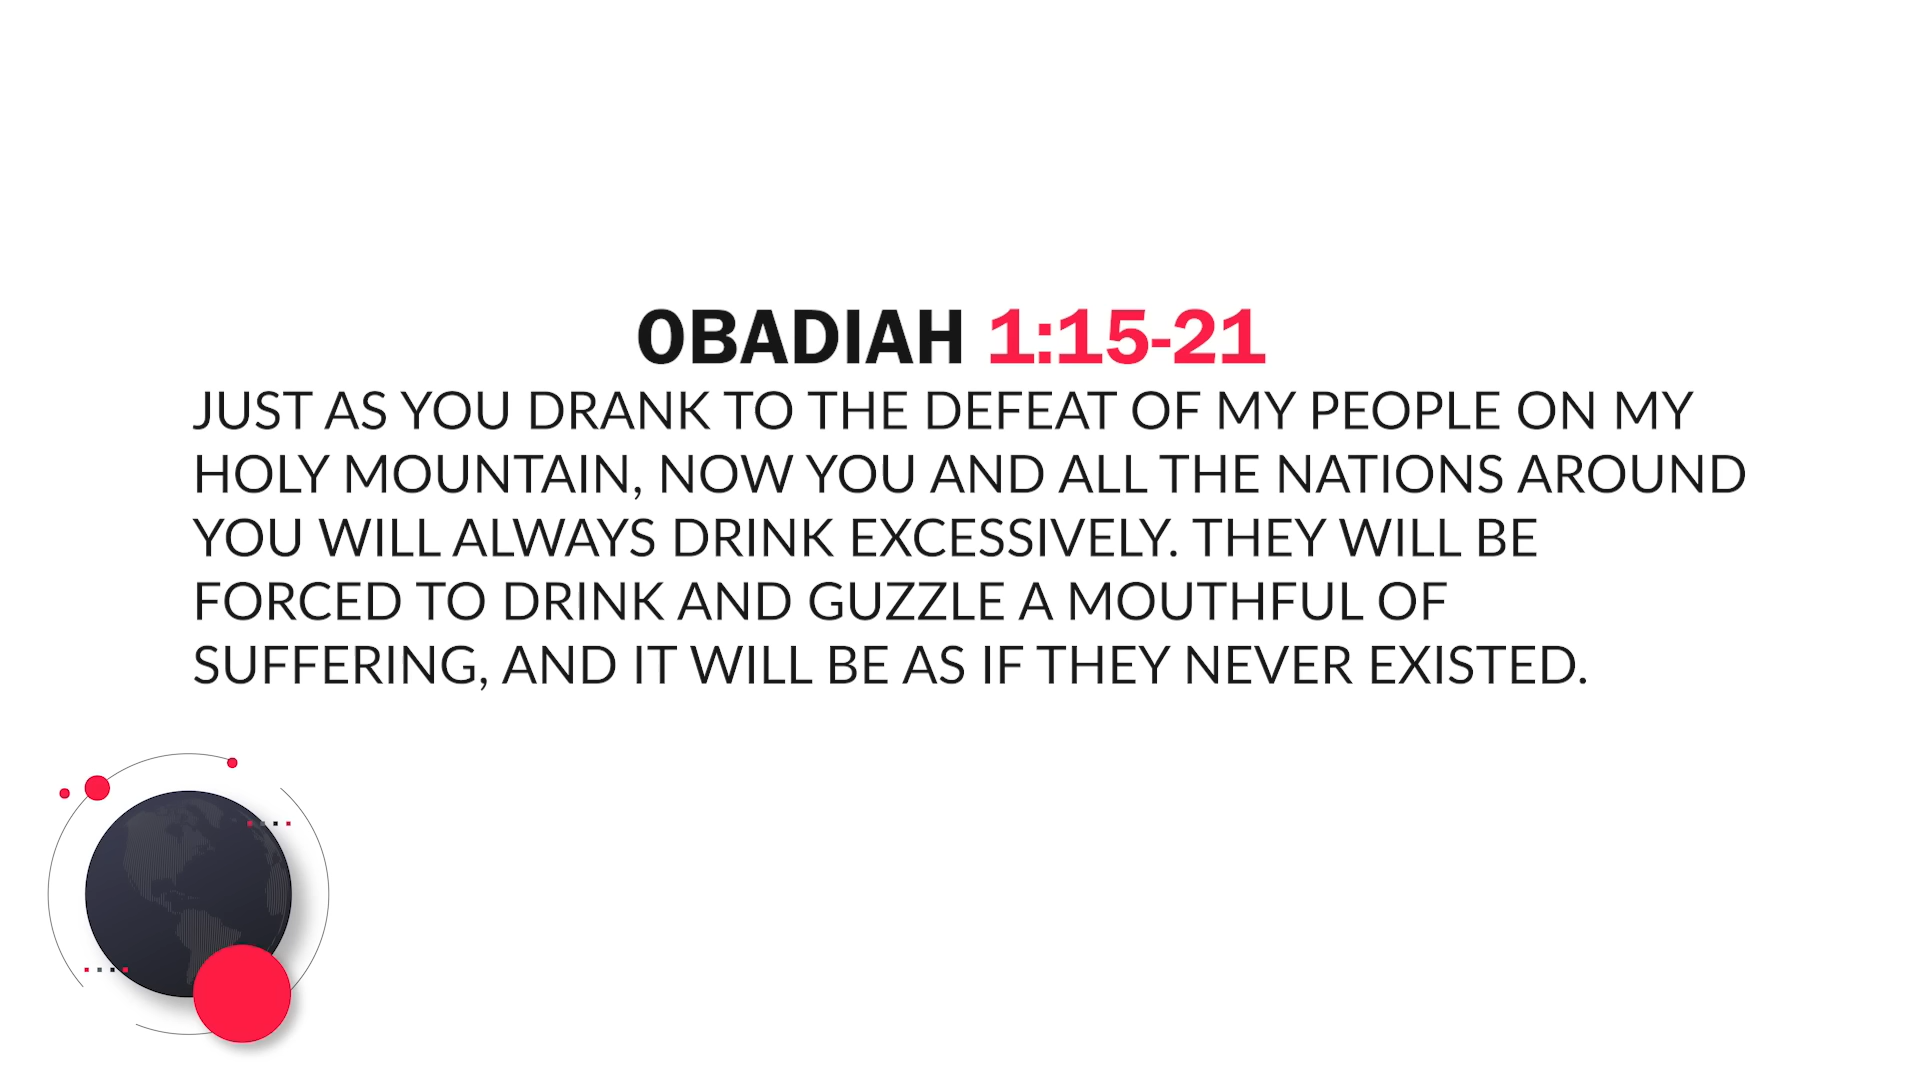 OBADIAH 1:15-21
JUST AS YOU DRANK TO THE DEFEAT OF MY PEOPLE ON MY
HOLY MOUNTAIN, NOW YOU AND ALL THE NATIONS AROUND
YOU WILL ALWAYS DRINK EXCESSIVELY. THEY WILL BE
FORCED TO DRINK AND GUZZLE A MOUTHFUL OF
SUFFERING, AND IT WILL BE AS IF THEY NEVER EXISTED.